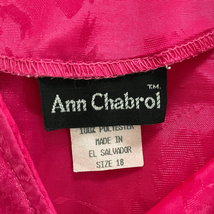 TM.
Ann Chabrol
100% POLYESTER
MADE IN
EL SALVADOR
SIZE 18